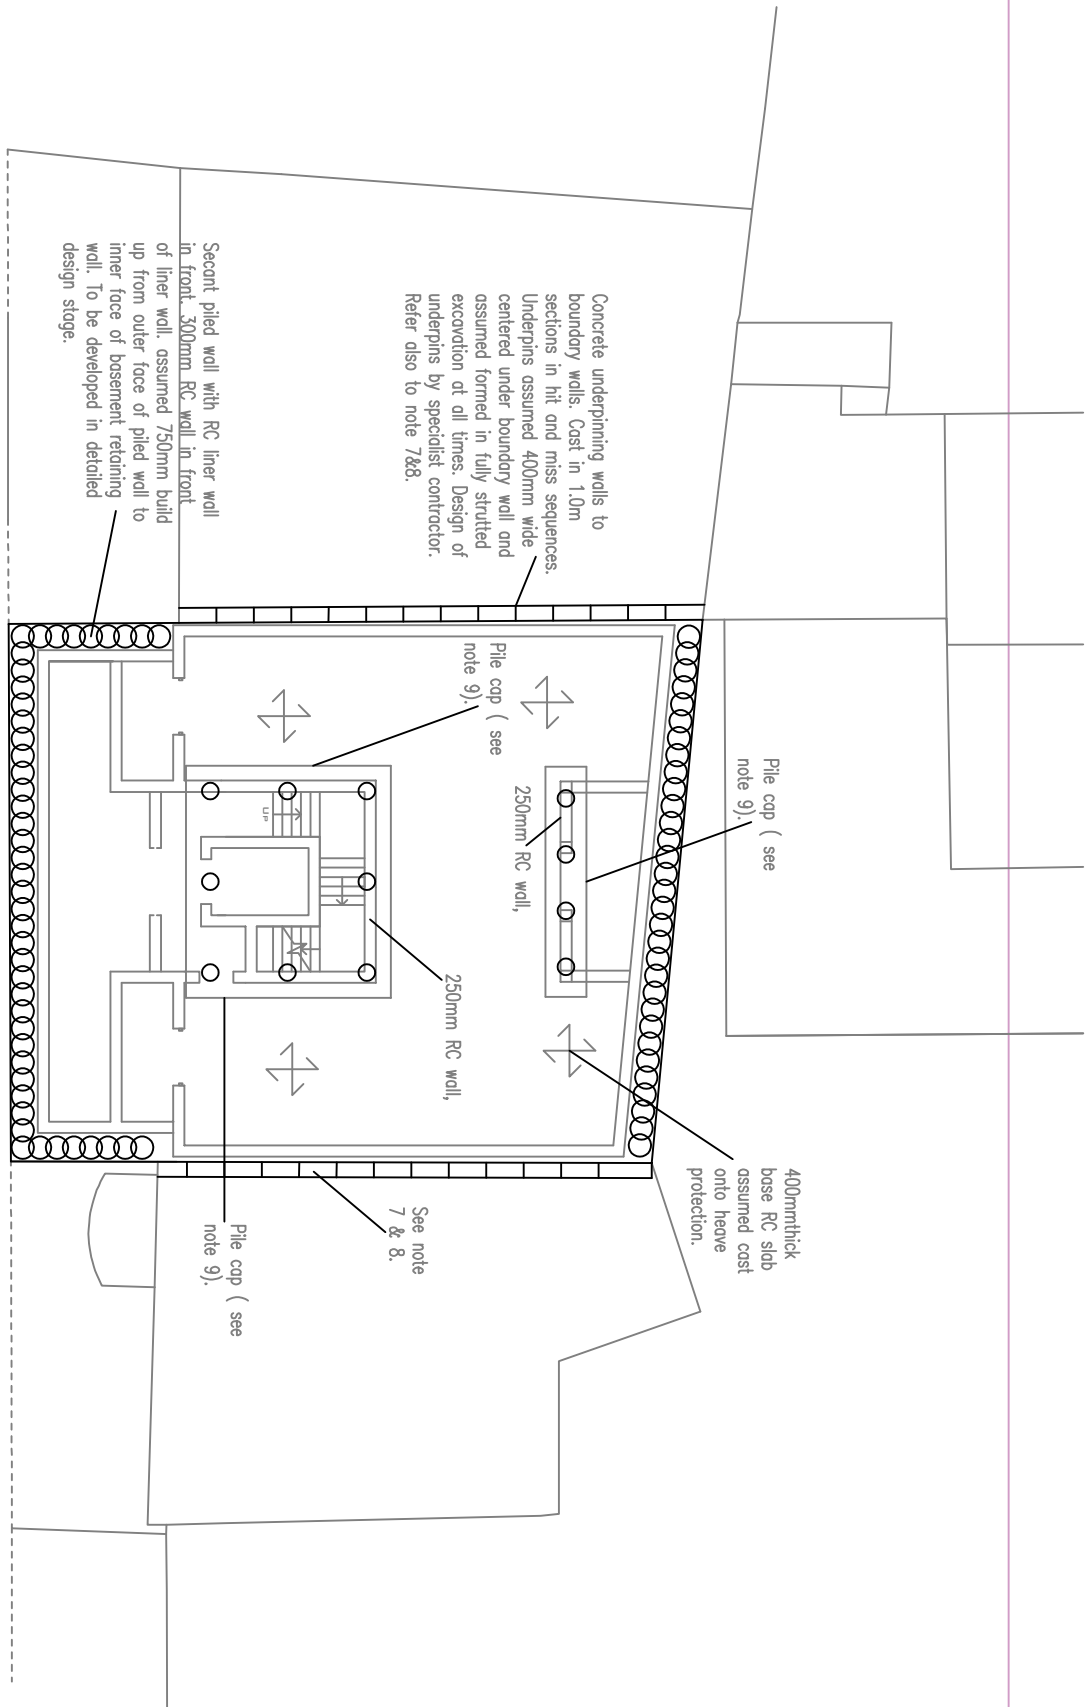 Secant piled wall with RC liner wall
in front. 300mm RC wall in front
of liner wall. assumed 750mm build
up from outer face of piled wall to
inner face of basement retaining
wall. To be developed in detailed
design stage.
Concrete underpinning walls to
boundary walls. Cast in 1.0m
sections in hit and miss sequences.
Underpins assumed 400mm wide
centered under boundary wall and
assumed formed in fully strutted
excavation at all times. Design of
underpins by specialist contractor.
Refer also to note 7&8.
Pile cap ( see
note 9).
Pile cap ( see
note 9).
250mm RC wall,
UP
250mm RC wall,
400mmthick
base RC slab
assumed cast
onto heave
protection.
See note
7 & 8.
Pile cap ( see
note 9).